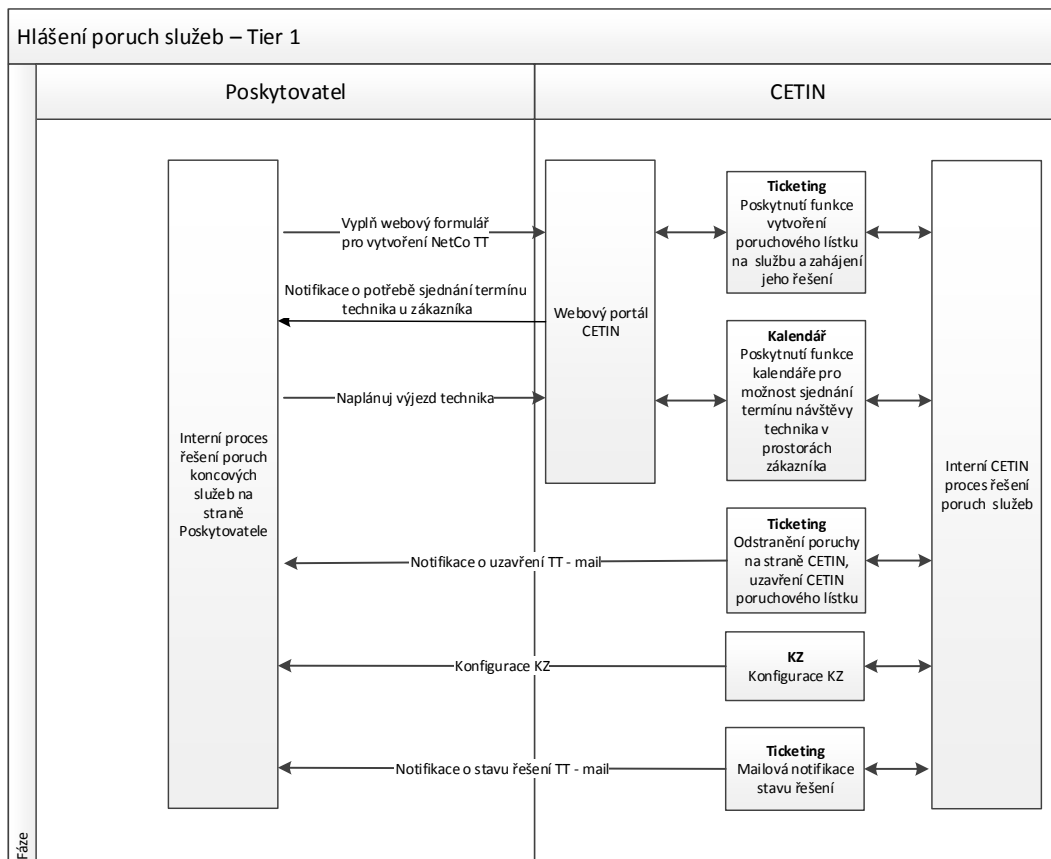 Hlášení poruch služeb – Tier 1
Poskytovatel
CETIN
Fáze
Interní proces
řešení poruch
koncových
služeb na
straně
Poskytovatele
Vyplň webový formulář
pro vytvoření NetCo TT
Notifikace o potřebě sjednání termínu
technika u zákazníka
Naplánuj výjezd technika
Notifikace o uzavření TT - mail
Konfigurace KZ
Notifikace o stavu řešení TT - mail
Webový portál
CETIN
Ticketing
Poskytnutí funkce
vytvoření
poruchového lístku
na službu a zahájení
jeho řešení
Kalendář
Poskytnutí funkce
kalendáře pro
možnost sjednání
termínu návštěvy
technika v
prostorách
zákazníka
Ticketing
Odstranění poruchy
na straně CETIN,
uzavření CETIN
poruchového lístku
KZ
Konfigurace KZ
Ticketing
Mailová notifikace
stavu řešení
Interní CETIN
proces řešení
poruch služeb